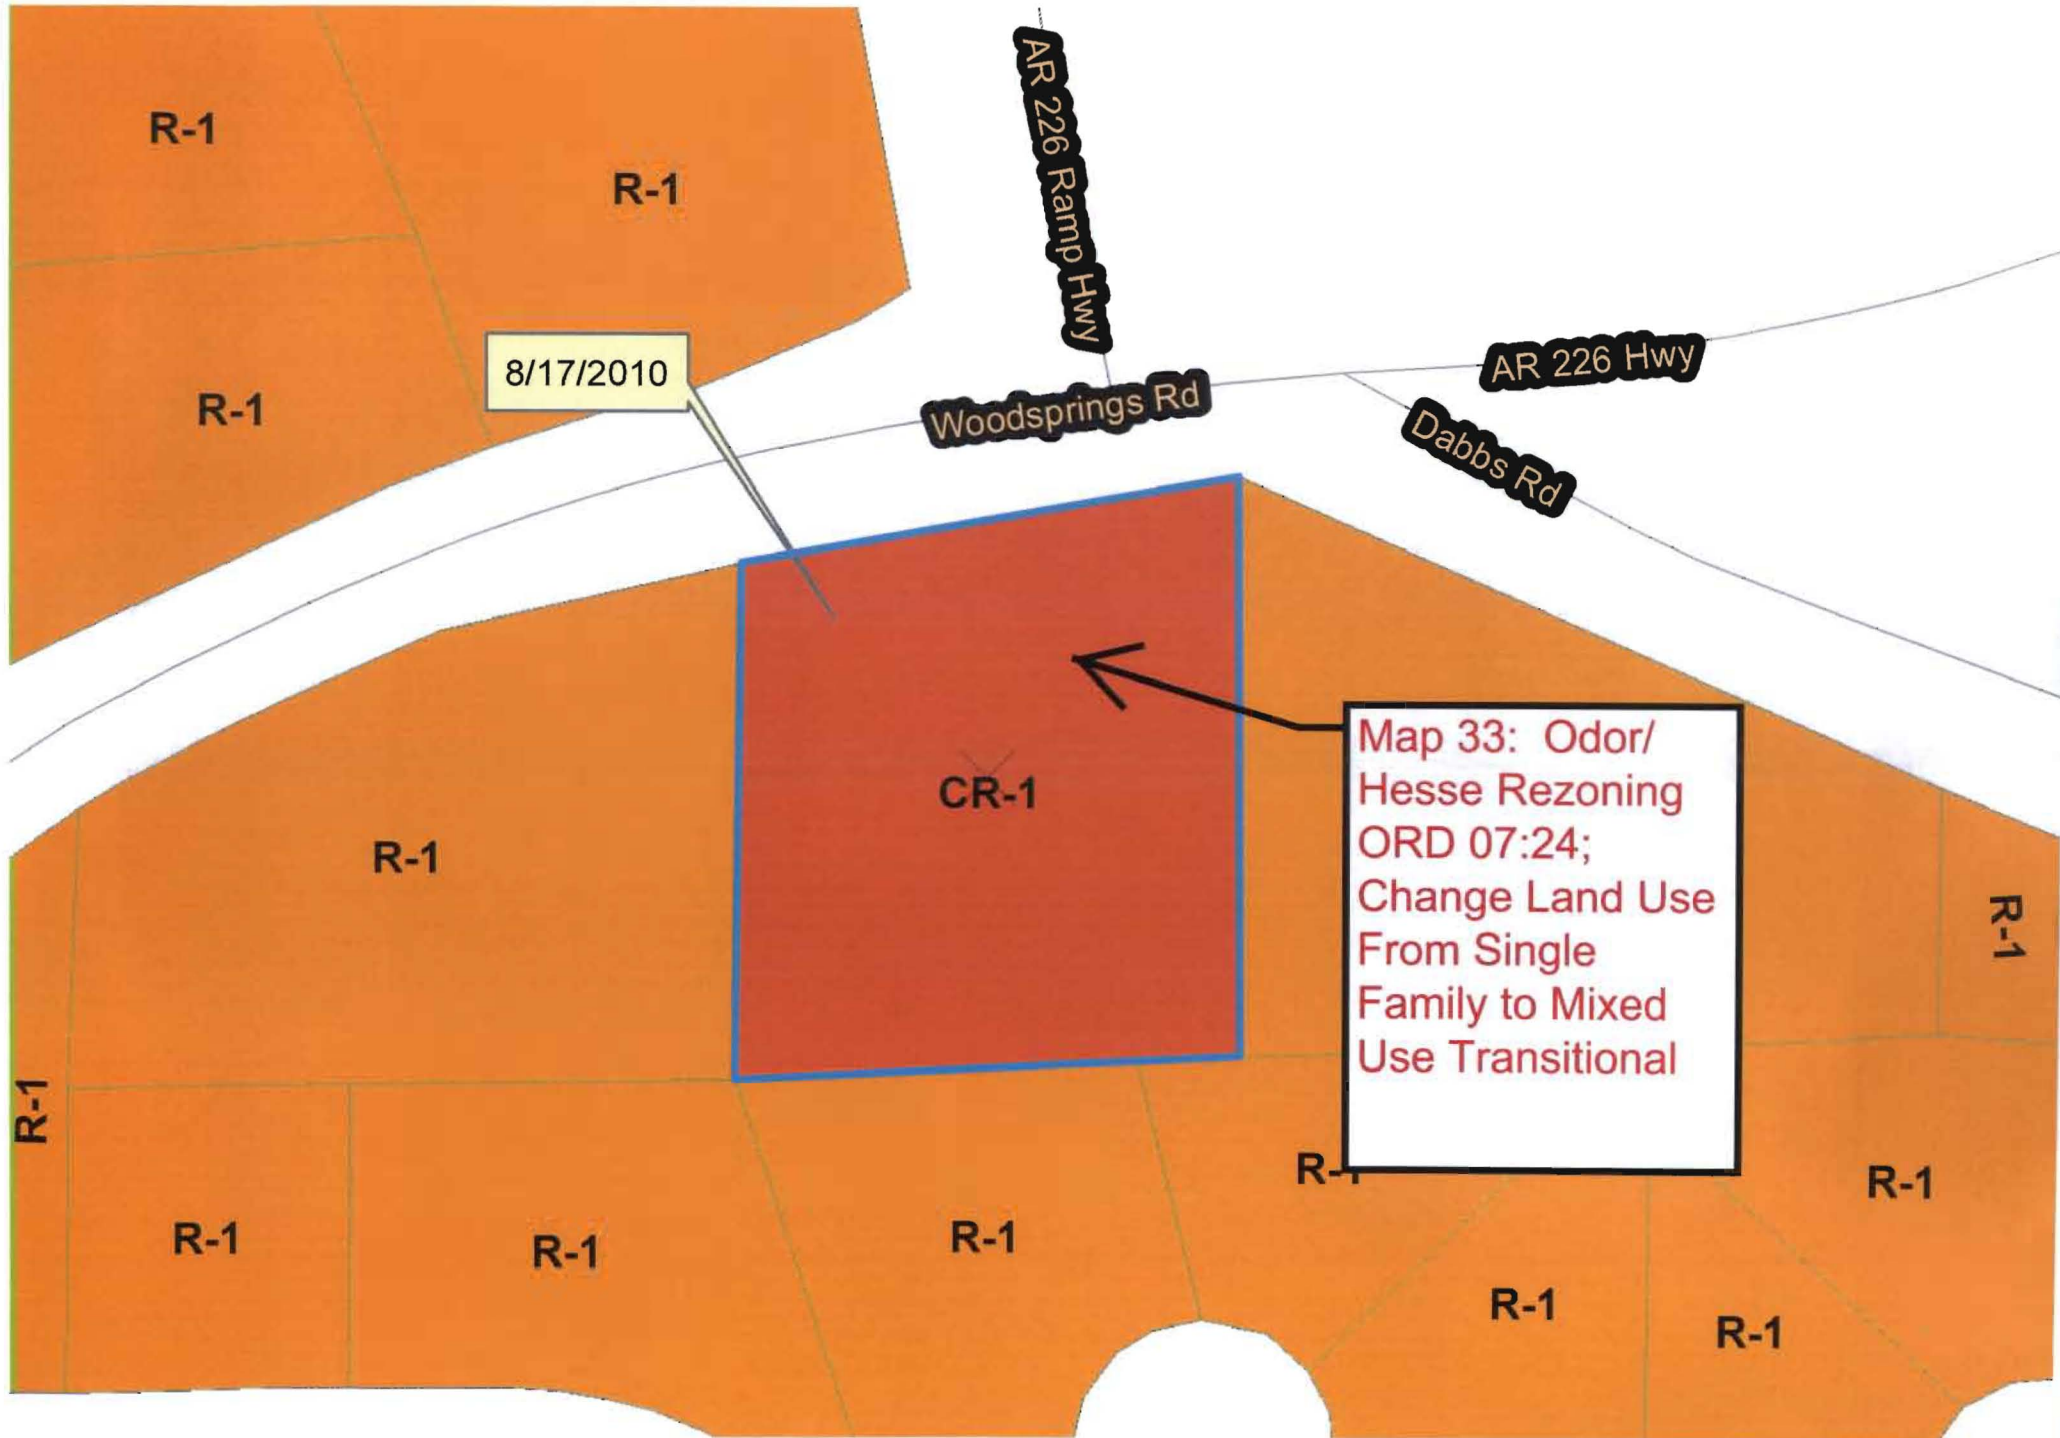 R-1
R-1
AR 226 Ramp Hwy
8/17/2010
AR 226 Hwy
R-1
Woodsprings Rd
Dabbs Rd
Map 33: Odor/
Hesse Rezoning
ORD 07:24;
Change Land Use
From Single
Family to Mixed
Use Transitional
CR-1
R-1
R-1
R-1
R-1
R-1
R-1
R-1
R-1
R-1
R-1